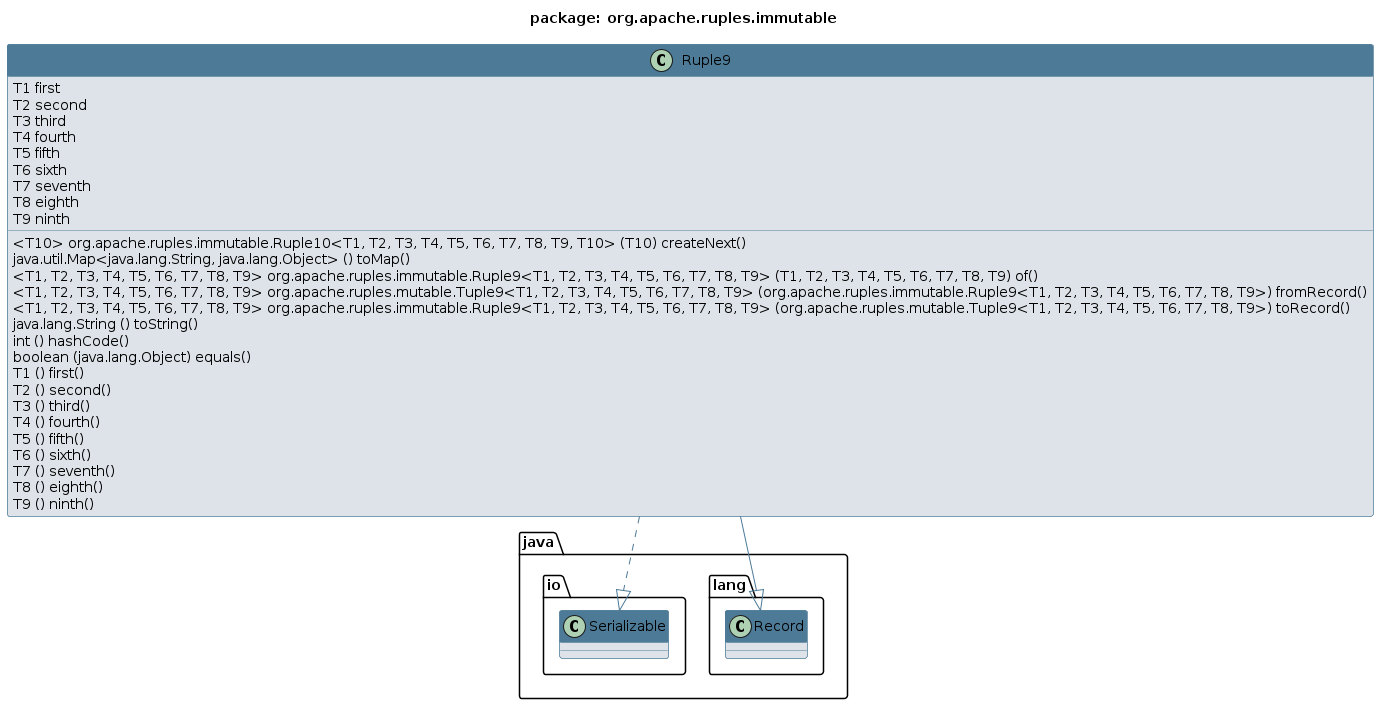 package: org.apache.ruples.immutable
C Ruple9
T1 first
T2 second
T3 third
T4 fourth
T5 fifth
T6 sixth
T7 seventh
T8 eighth
T9 ninth
<T10> org.apache.ruples.immutable.Ruple10<T1, T2, T3, T4, T5, T6, T7, T8, T9, T10> (T10) createNext()
java.util.Map<java.lang.String, java.lang.Object> () toMap()
<T1, T2, T3, T4, T5, T6, T7, T8, T9> org.apache.ruples.immutable.Ruple9<T1, T2, T3, T4, T5, T6, T7, T8, T9> (T1, T2, T3, T4, T5, T6, T7, T8, T9) of()
<T1, T2, T3, T4, T5, T6, T7, T8, T9> org.apache.ruples.mutable.Tuple9<T1, T2, T3, T4, T5, T6, T7, T8, T9> (org.apache.ruples.immutable.Ruple9<T1, T2, T3, T4, T5, T6, T7, T8, T9>) fromRecord()
<T1, T2, T3, T4, T5, T6, T7, T8, T9> org.apache.ruples.immutable.Ruple9<T1, T2, T3, T4, T5, T6, T7, T8, T9> (org.apache.ruples.mutable.Tuple9<T1, T2, T3, T4, T5, T6, T7, T8, T9>) toRecord()
java.lang.String () toString()
int () hashCode()
boolean (java.lang.Object) equals()
T1 () first()
T2 () second()
T3 () third()
T4 () fourth()
T5 () fifth()
T6 () sixth()
T7 () seventh()
T8 () eighth()
T9 () ninth()
java
io
lang
C Serializable
C Record